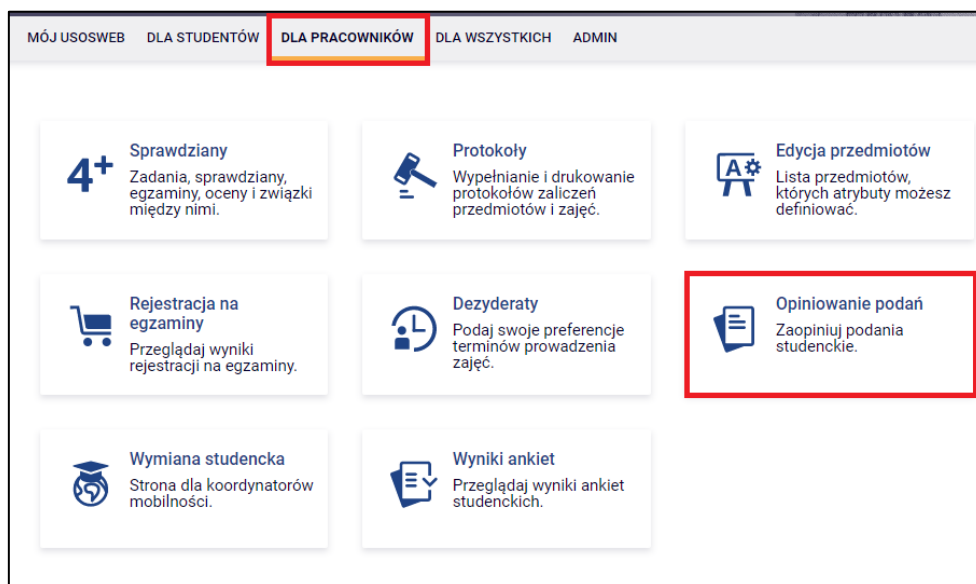 MÓJ USOSWEB DLA STUDENTÓW DLA PRACOWNIKÓW DLA WSZYSTKICH ADMIN
4+
Sprawdziany
Zadania, sprawdziany,
egzaminy, oceny i związki
między nimi.
Protokoły
Wypełnianie i drukowanie
protokołów zaliczeń
przedmiotów i zajęć.
A
Edycja przedmiotów
Lista przedmiotów,
których atrybuty możesz
definiować.
Rejestracja na
egzaminy
Przeglądaj wyniki
rejestracji na egzaminy.
Dezyderaty
Podaj swoje preferencje
terminów prowadzenia
zajęć.
Opiniowanie podań
Zaopiniuj podania
studenckie.
Wymiana studencka
Strona dla koordynatorów
mobilności.
Wyniki ankiet
Przeglądaj wyniki ankiet
studenckich.